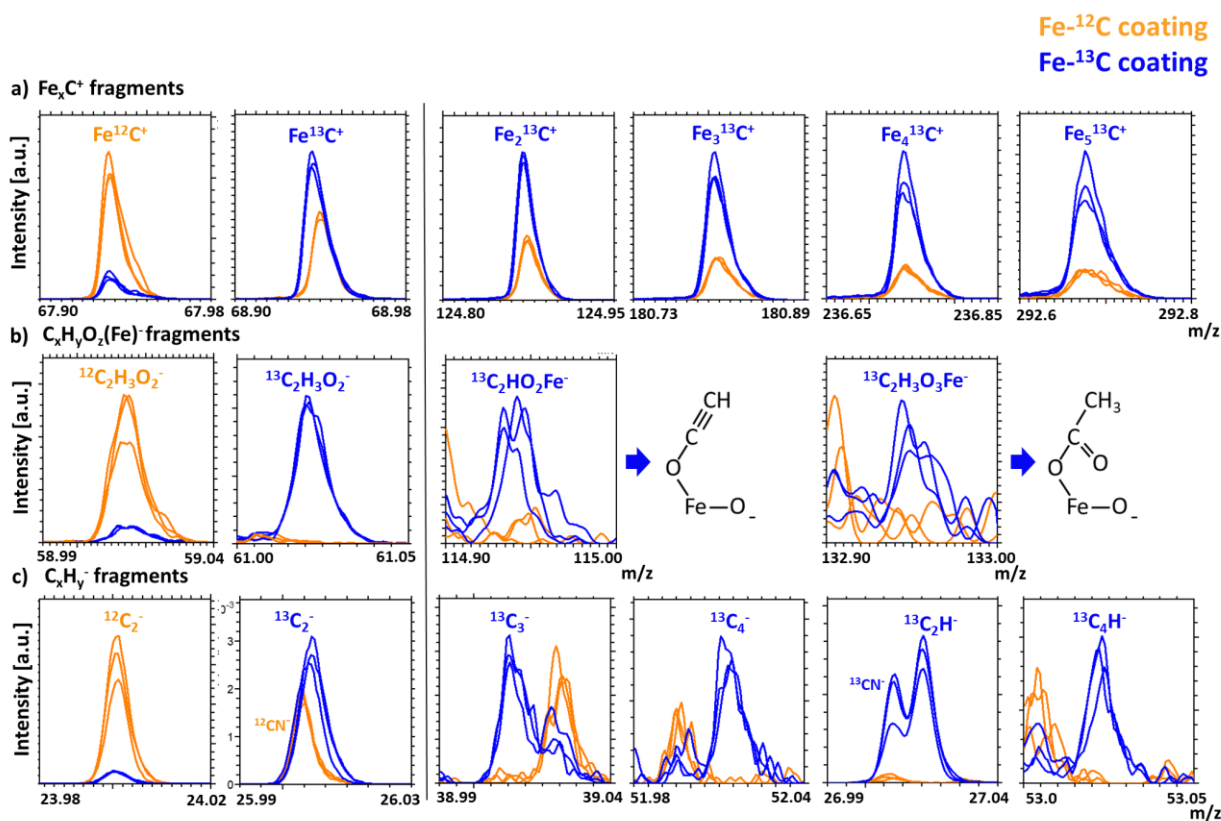 Fe-¹²C coating
Fe-¹³C coating
a) FeₓC⁺ fragments
Intensity [a.u.]
Fe¹²C⁺
Fe¹³C⁺
Fe₂¹³C⁺
Fe₃¹³C⁺
Fe₄¹³C⁺
Fe₅¹³C⁺
67.90 67.98 68.90 68.98 124.80 124.95 180.73 180.89 236.65 236.85 292.6 292.8
m/z
b) CₓHᵧO_z(Fe)⁻ fragments
Intensity [a.u.]
¹²C₂H₃O₂⁻
¹³C₂H₃O₂⁻
¹³C₂HO₂Fe⁻
CH
C
O
Fe—O⁻
¹³C₂H₃O₃Fe⁻
CH₃
C
O O
Fe—O⁻
58.99 59.04 61.00 61.05 114.90 115.00 132.90 133.00
m/z m/z
c) CₓHᵧ⁻ fragments
Intensity [a.u.]
¹²C₂⁻
¹³C₂⁻
¹²CN⁻
3
2
1
0
¹³C₃⁻
¹³C₄⁻
¹³C₂H⁻
¹³CN⁻
¹³C₄H⁻
23.98 24.02 25.99 26.03 38.99 39.04 51.98 52.04 26.99 27.04 53.0 53.05
m/z